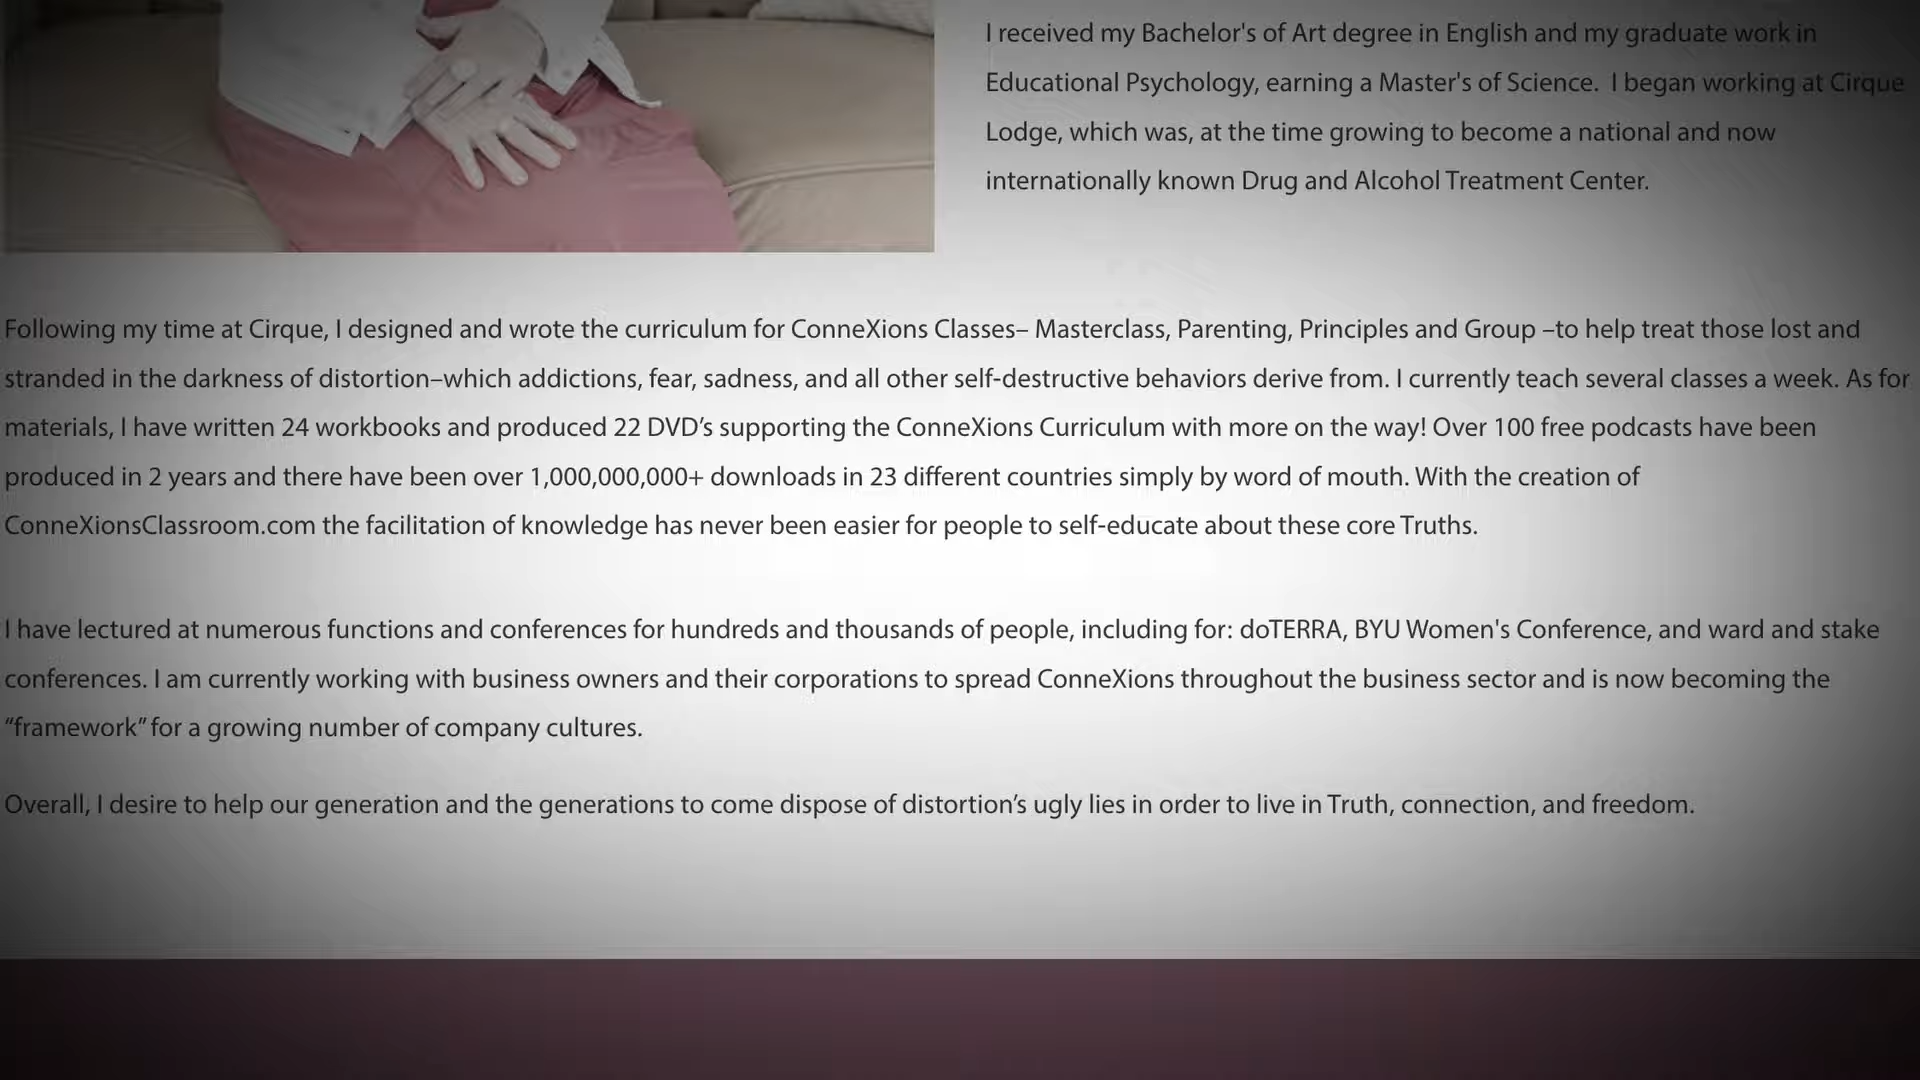 I received my Bachelor's of Art degree in English and my graduate work in
Educational Psychology, earning a Master's of Science.  I began working at Cirque
Lodge, which was, at the time growing to become a national and now
internationally known Drug and Alcohol Treatment Center.
Following my time at Cirque, I designed and wrote the curriculum for ConneXions Classes– Masterclass, Parenting, Principles and Group –to help treat those lost and
stranded in the darkness of distortion–which addictions, fear, sadness, and all other self-destructive behaviors derive from. I currently teach several classes a week. As for
materials, I have written 24 workbooks and produced 22 DVD’s supporting the ConneXions Curriculum with more on the way! Over 100 free podcasts have been
produced in 2 years and there have been over 1,000,000,000+ downloads in 23 different countries simply by word of mouth. With the creation of
ConneXionsClassroom.com the facilitation of knowledge has never been easier for people to self-educate about these core Truths.
I have lectured at numerous functions and conferences for hundreds and thousands of people, including for: doTERRA, BYU Women's Conference, and ward and stake
conferences. I am currently working with business owners and their corporations to spread ConneXions throughout the business sector and is now becoming the
“framework” for a growing number of company cultures.
Overall, I desire to help our generation and the generations to come dispose of distortion’s ugly lies in order to live in Truth, connection, and freedom.